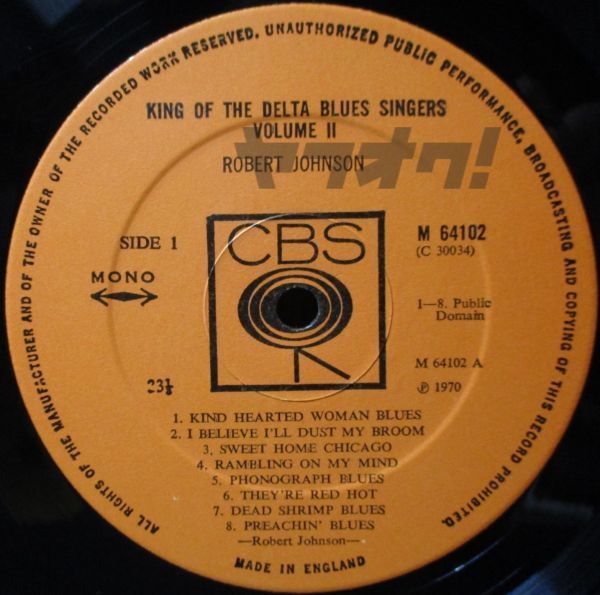 ALL RIGHTS OF THE MANUFACTURER AND OF THE OWNER OF THE RECORDED WORK RESERVED. UNAUTHORIZED PUBLIC PERFORMANCE, BROADCASTING AND COPYING OF THIS RECORD PROHIBITED.
KING OF THE DELTA BLUES SINGERS
VOLUME II
ROBERT JOHNSON
ヤフオク!
SIDE 1
CBS
M 64102
(C 30034)
MONO
1—8. Public
Domain
M 64102 A
℗ 1970
1. KIND HEARTED WOMAN BLUES
2. I BELIEVE I'LL DUST MY BROOM
3. SWEET HOME CHICAGO
4. RAMBLING ON MY MIND
5. PHONOGRAPH BLUES
6. THEY'RE RED HOT
7. DEAD SHRIMP BLUES
8. PREACHIN' BLUES
—Robert Johnson—
MADE IN ENGLAND